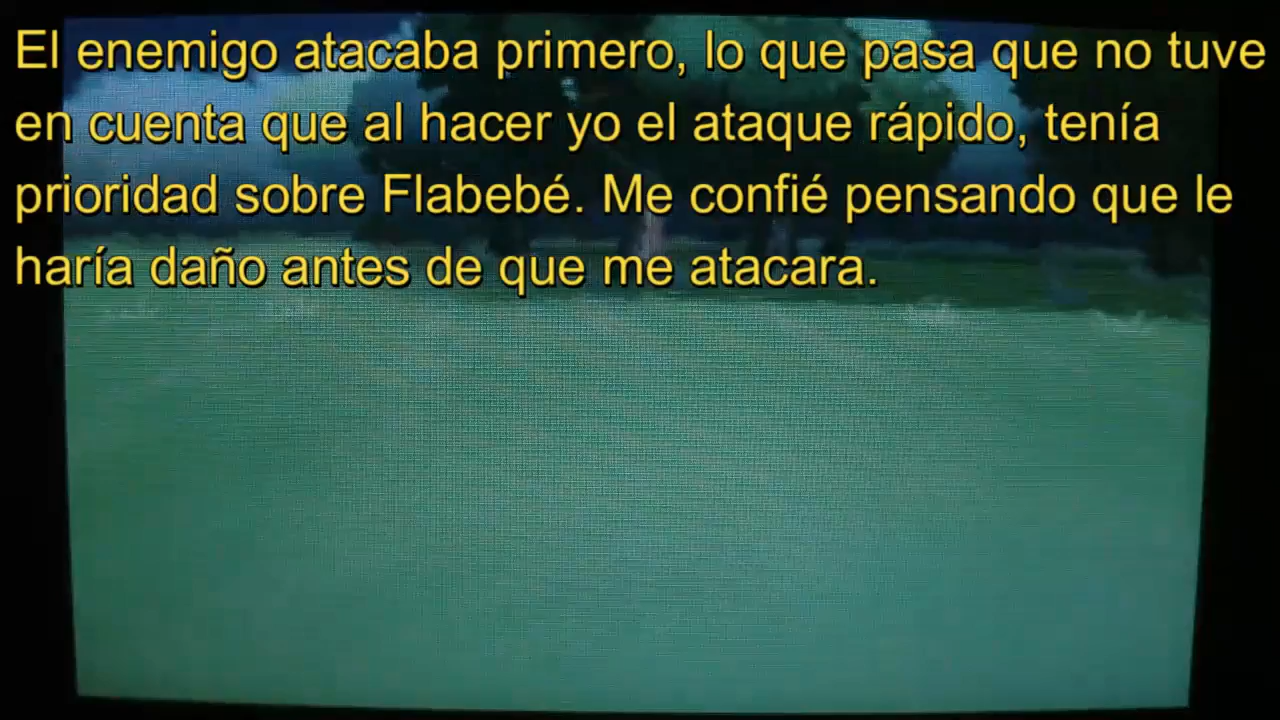 El enemigo atacaba primero, lo que pasa que no tuve
en cuenta que al hacer yo el ataque rápido, tenía
prioridad sobre Flabebé. Me confié pensando que le
haría daño antes de que me atacara.